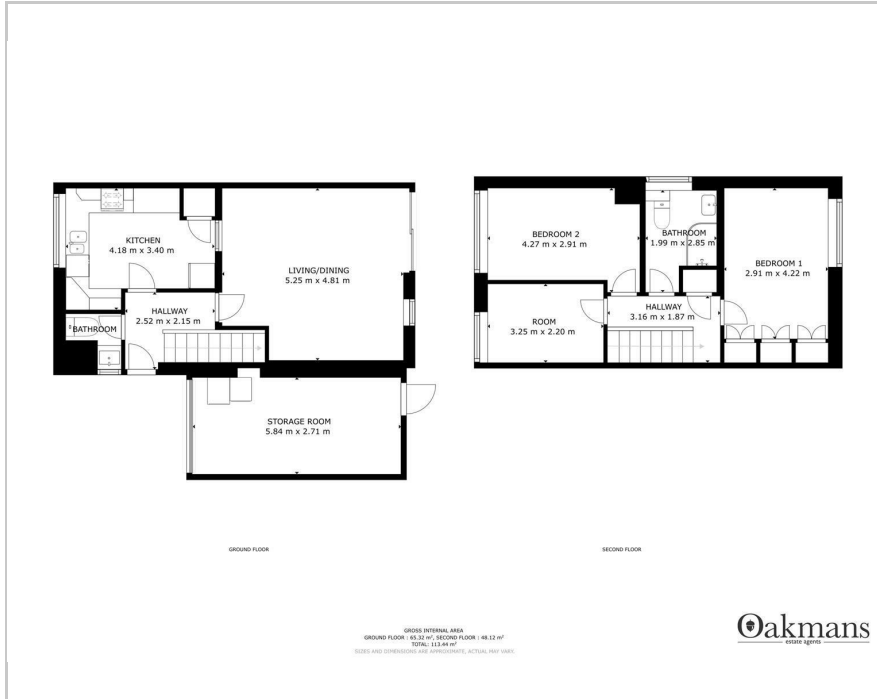 KITCHEN
4.18 m x 3.40 m
LIVING/DINING
5.25 m x 4.81 m
HALLWAY
2.52 m x 2.15 m
BATHROOM
STORAGE ROOM
5.84 m x 2.71 m
GROUND FLOOR
BEDROOM 2
4.27 m x 2.91 m
BATHROOM
1.99 m x 2.85 m
BEDROOM 1
2.91 m x 4.22 m
HALLWAY
3.16 m x 1.87 m
ROOM
3.25 m x 2.20 m
SECOND FLOOR
GROSS INTERNAL AREA
GROUND FLOOR : 65.32 m², SECOND FLOOR : 48.12 m²
TOTAL: 113.44 m²
SIZES AND DIMENSIONS ARE APPROXIMATE, ACTUAL MAY VARY.
Oakmans
estate agents